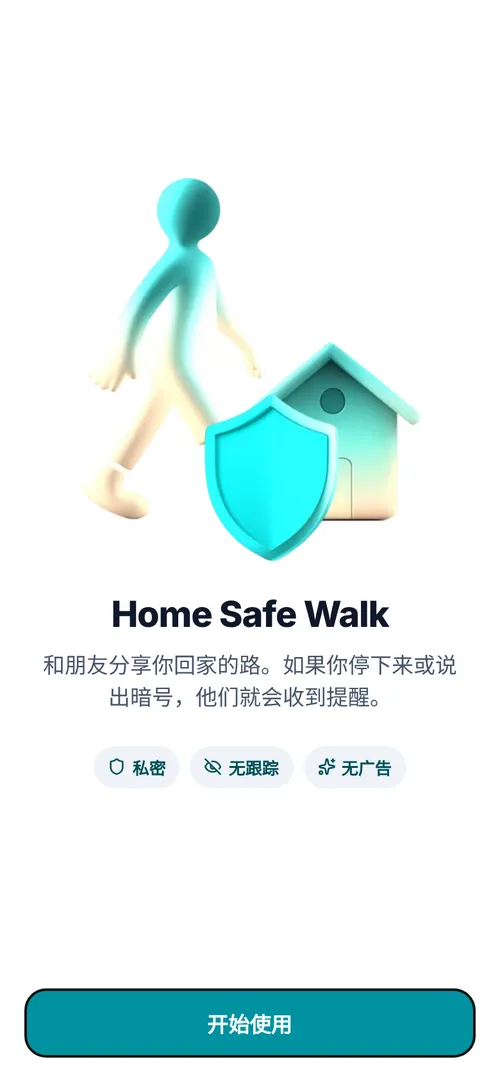 Home Safe Walk
和朋友分享你回家的路。如果你停下来或说
出暗号，他们就会收到提醒。
私密
无跟踪
无广告
开始使用